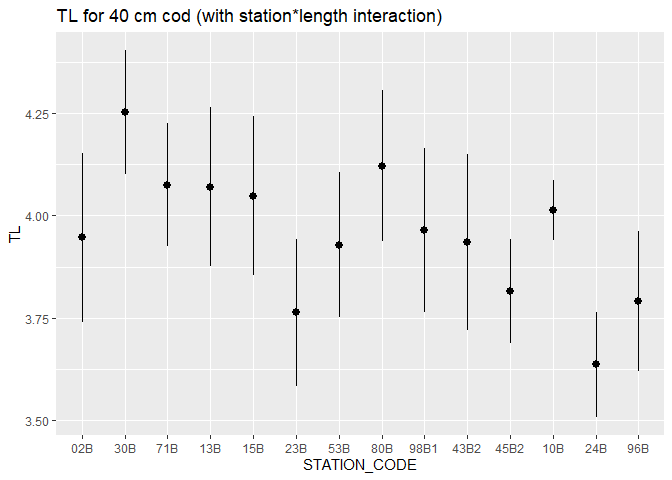 TL for 40 cm cod (with station*length interaction)
4.25
4.00
3.75
3.50
TL
02B 30B 71B 13B 15B 23B 53B 80B 98B1 43B2 45B2 10B 24B 96B
STATION_CODE